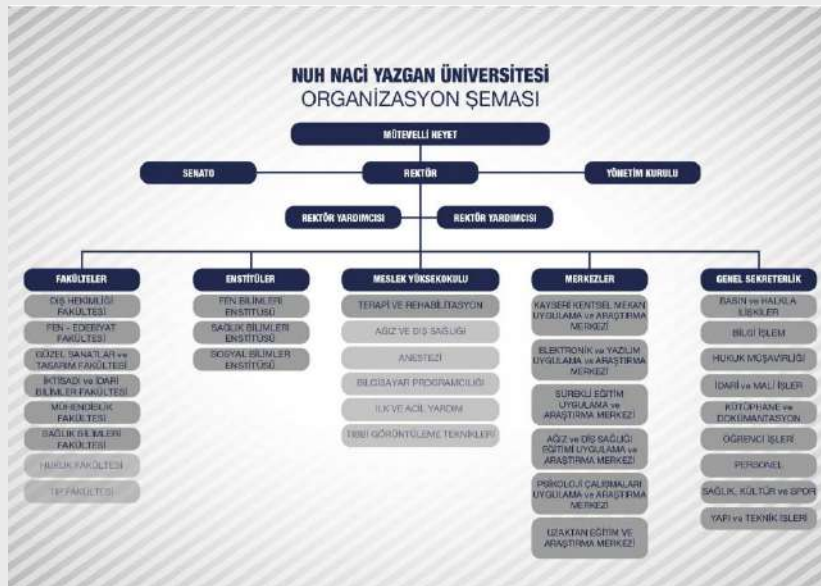 NUH NACİ YAZGAN ÜNİVERSİTESİ
ORGANİZASYON ŞEMASI
MÜTEVELLİ HEYET
SENATO
REKTÖR
YÖNETİM KURULU
REKTÖR YARDIMCISI
REKTÖR YARDIMCISI
FAKÜLTELER
DİŞ HEKİMLİĞİ
FAKÜLTESİ
FEN - EDEBİYAT
FAKÜLTESİ
GÜZEL SANATLAR ve
TASARIM FAKÜLTESİ
İKTİSADİ ve İDARİ
BİLİMLER FAKÜLTESİ
MÜHENDİSLİK
FAKÜLTESİ
SAĞLIK BİLİMLERİ
FAKÜLTESİ
HUKUK FAKÜLTESİ
TIP FAKÜLTESİ
ENSTİTÜLER
FEN BİLİMLERİ
ENSTİTÜSÜ
SAĞLIK BİLİMLERİ
ENSTİTÜSÜ
SOSYAL BİLİMLER
ENSTİTÜSÜ
MESLEK YÜKSEKOKULU
TERAPİ VE REHABİLİTASYON
AĞIZ VE DİŞ SAĞLIĞI
ANESTEZİ
BİLGİSAYAR PROGRAMCILIĞI
İLK VE ACİL YARDIM
TIBBİ GÖRÜNTÜLEME TEKNİKLERİ
MERKEZLER
KAYSERİ KENTSEL MEKAN
UYGULAMA ve ARAŞTIRMA
MERKEZİ
ELEKTRONİK ve YAZILIM
UYGULAMA ve ARAŞTIRMA
MERKEZİ
SÜREKLİ EĞİTİM
UYGULAMA ve
ARAŞTIRMA MERKEZİ
AĞIZ ve DİŞ SAĞLIĞI
EĞİTİMİ UYGULAMA ve
ARAŞTIRMA MERKEZİ
PSİKOLOJİ ÇALIŞMALARI
UYGULAMA ve ARAŞTIRMA
MERKEZİ
UZAKTAN EĞİTİM VE
ARAŞTIRMA MERKEZİ
GENEL SEKRETERLİK
BASIN ve HALKLA
İLİŞKİLER
BİLGİ İŞLEM
HUKUK MÜŞAVİRLİĞİ
İDARİ ve MALİ İŞLER
KÜTÜPHANE ve
DOKÜMANTASYON
ÖĞRENCİ İŞLERİ
PERSONEL
SAĞLIK, KÜLTÜR ve SPOR
YAPI ve TEKNİK İŞLERİ